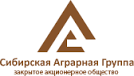 Сибирская Аграрная Группа
закрытое акционерное общество